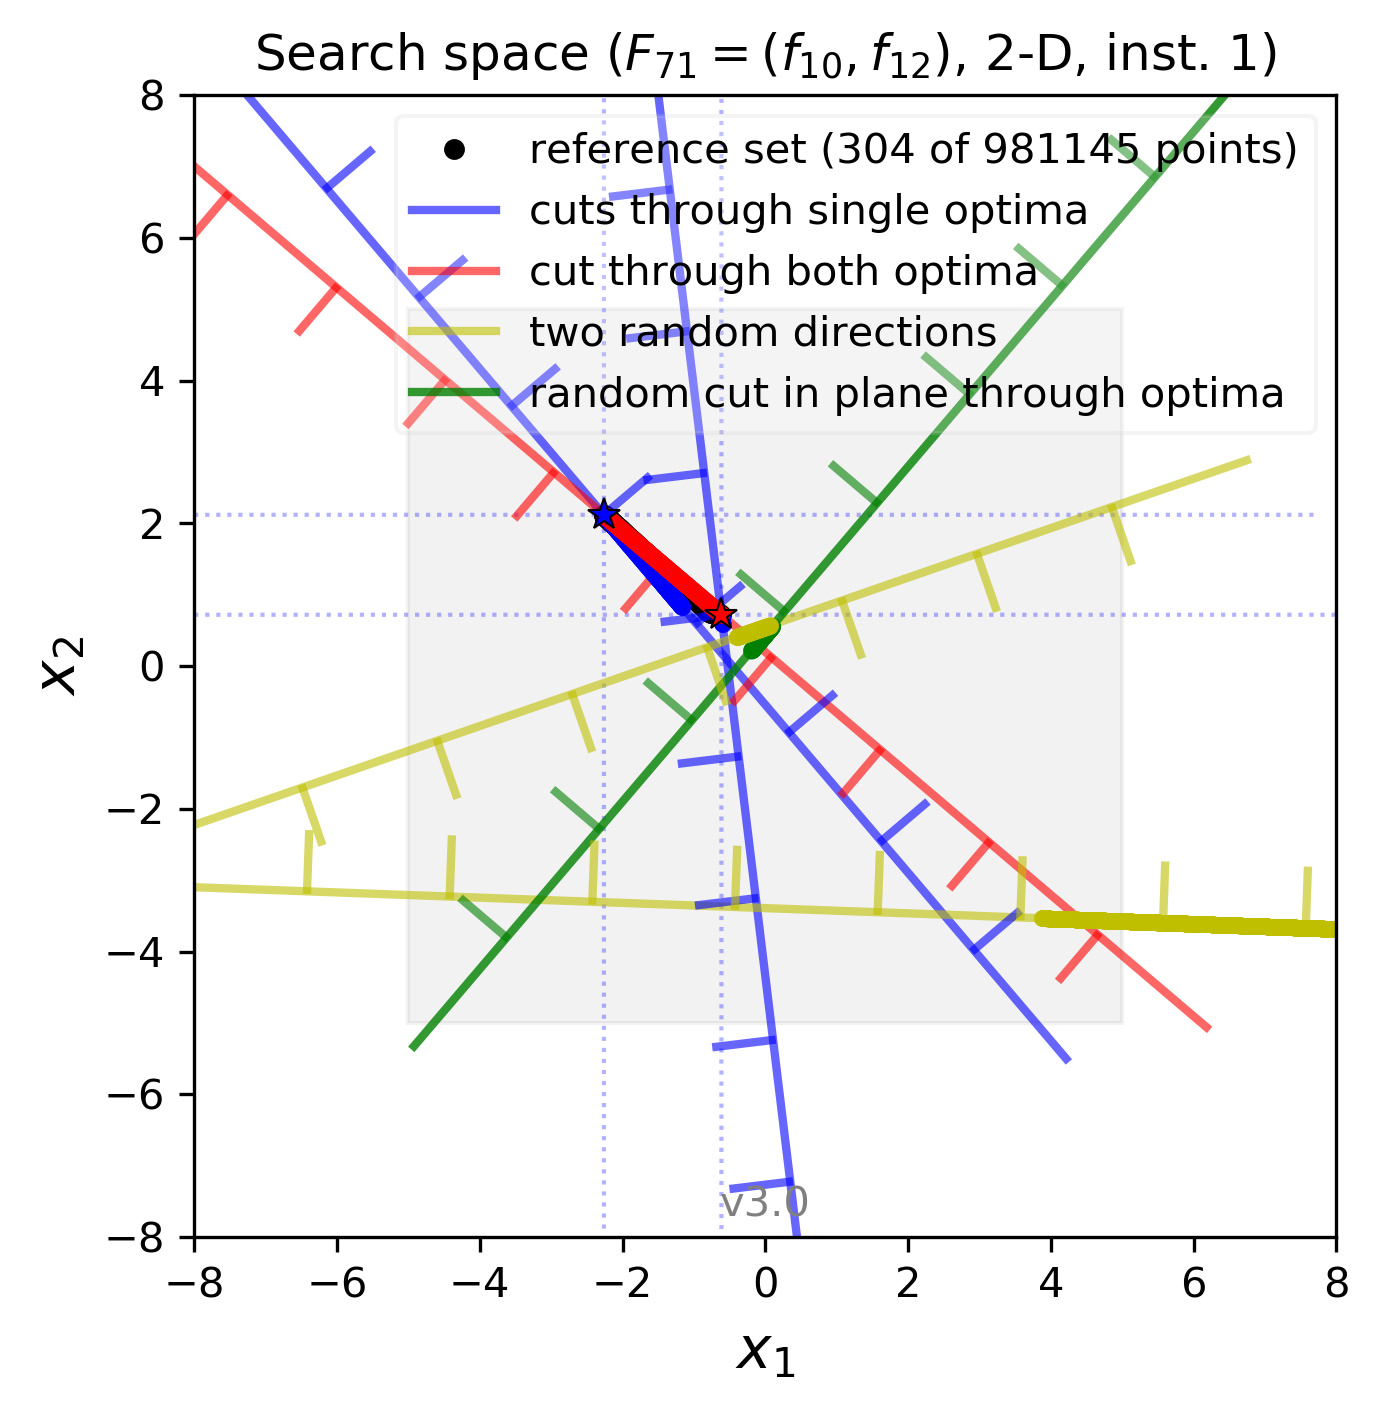 Search space (F₇₁ = (f₁₀, f₁₂), 2-D, inst. 1)
reference set (304 of 981145 points)
cuts through single optima
cut through both optima
two random directions
random cut in plane through optima
8
6
4
2
0
−2
−4
−6
−8
x₂
v3.0
−8 −6 −4 −2 0 2 4 6 8
x₁